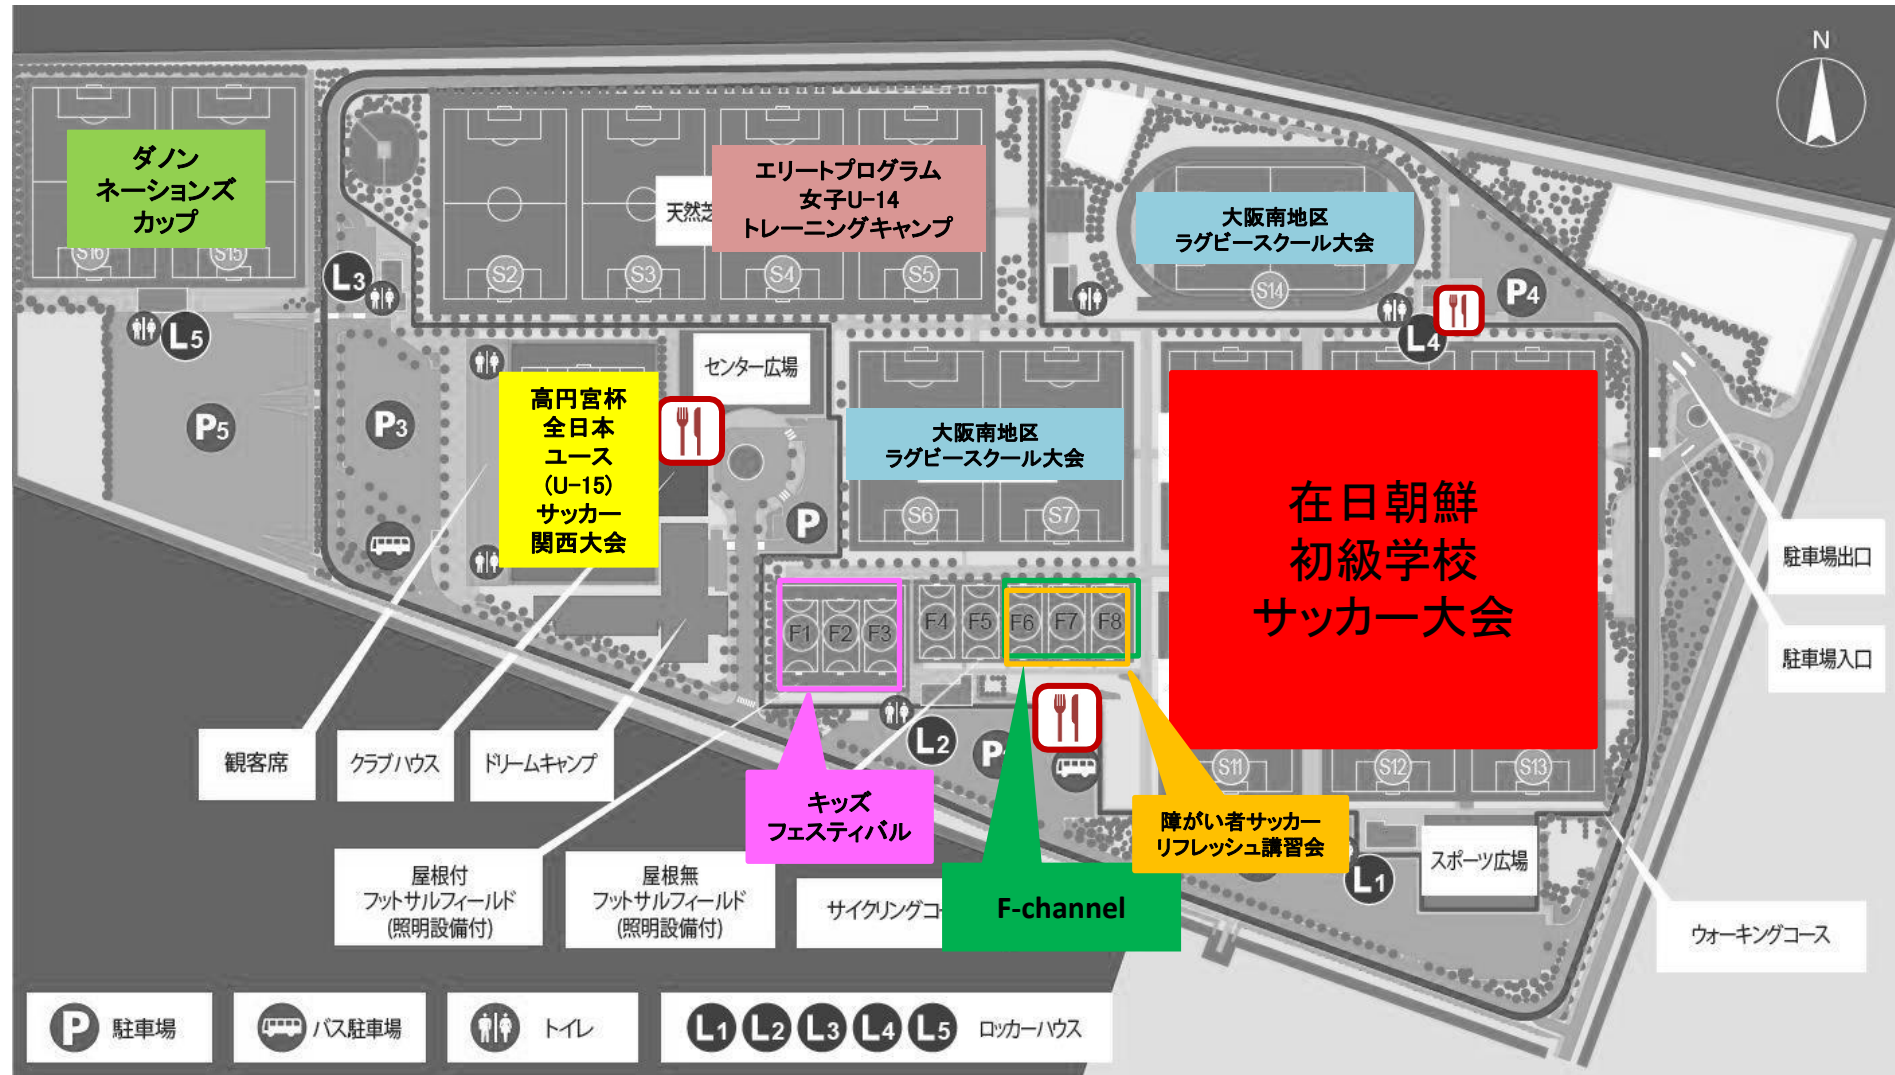 N
ダノン
ネーションズ
カップ
S16
S15
エリートプログラム
女子U-14
トレーニングキャンプ
天然芝
S2
S3
S4
S5
大阪南地区
ラグビースクール大会
S14
L3
L5
P4
L4
センター広場
高円宮杯
全日本
ユース
(U-15)
サッカー
関西大会
P5
P3
P
大阪南地区
ラグビースクール大会
S6
S7
在日朝鮮
初級学校
サッカー大会
駐車場出口
駐車場入口
F1
F2
F3
F4
F5
F6
F7
F8
L2
P
S11
S12
S13
観客席
クラブハウス
ドリームキャンプ
キッズ
フェスティバル
障がい者サッカー
リフレッシュ講習会
F-channel
屋根付
フットサルフィールド
(照明設備付)
屋根無
フットサルフィールド
(照明設備付)
サイクリングコー
L1
スポーツ広場
ウォーキングコース
P 駐車場
バス駐車場
トイレ
L1 L2 L3 L4 L5 ロッカーハウス